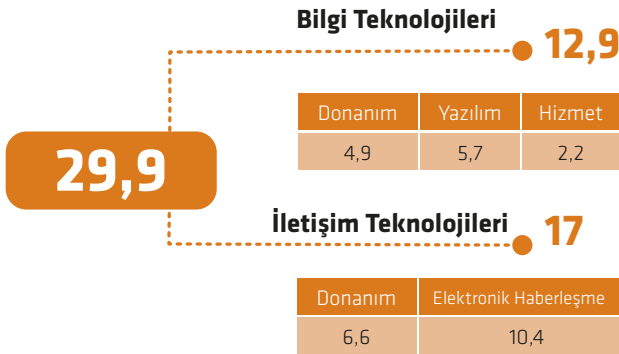 Bilgi Teknolojileri
12,9
Donanım Yazılım Hizmet
4,9 5,7 2,2
29,9
İletişim Teknolojileri
17
Donanım Elektronik Haberleşme
6,6 10,4